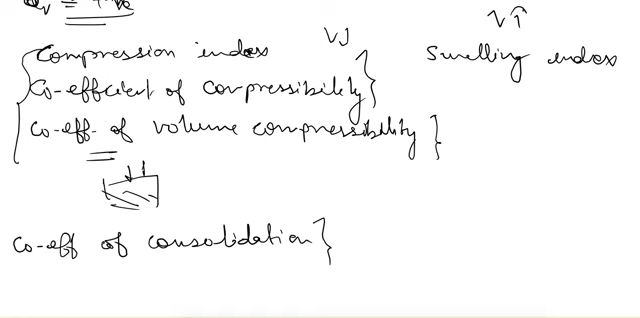 V↑
V↓
Compression index
Swelling index
Co-efficient of compressibility
Co-eff- of volume compressibility
co-eff of consolidation